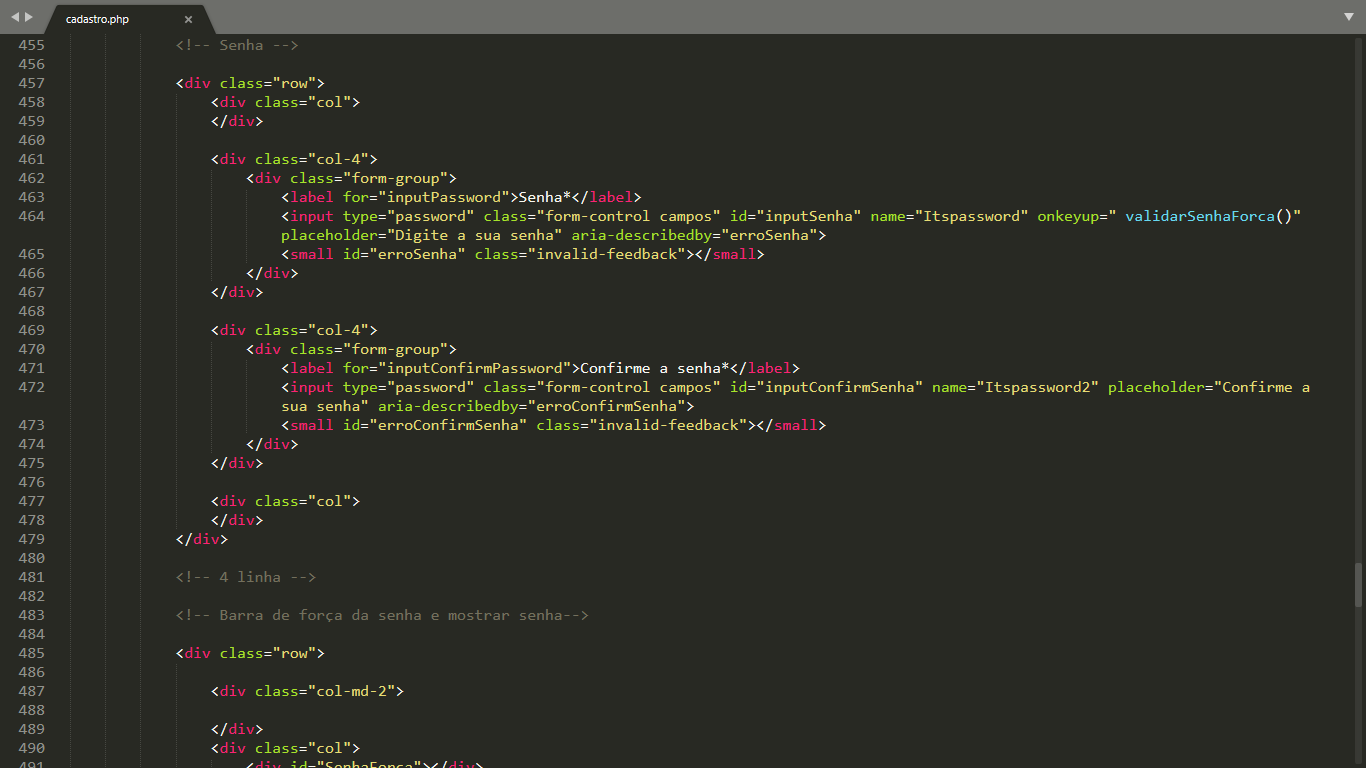 cadastro.php
455 <!-- Senha -->
456
457 <div class="row">
458 <div class="col">
459 </div>
460
461 <div class="col-4">
462 <div class="form-group">
463 <label for="inputPassword">Senha*</label>
464 <input type="password" class="form-control campos" id="inputSenha" name="Itspassword" onkeyup=" validarSenhaForca()"
placeholder="Digite a sua senha" aria-describedby="erroSenha">
465 <small id="erroSenha" class="invalid-feedback"></small>
466 </div>
467 </div>
468
469 <div class="col-4">
470 <div class="form-group">
471 <label for="inputConfirmPassword">Confirme a senha*</label>
472 <input type="password" class="form-control campos" id="inputConfirmSenha" name="Itspassword2" placeholder="Confirme a
sua senha" aria-describedby="erroConfirmSenha">
473 <small id="erroConfirmSenha" class="invalid-feedback"></small>
474 </div>
475 </div>
476
477 <div class="col">
478 </div>
479 </div>
480
481 <!-- 4 linha -->
482
483 <!-- Barra de força da senha e mostrar senha-->
484
485 <div class="row">
486
487 <div class="col-md-2">
488
489 </div>
490 <div class="col">
491 <div id="SenhaForca"></div>